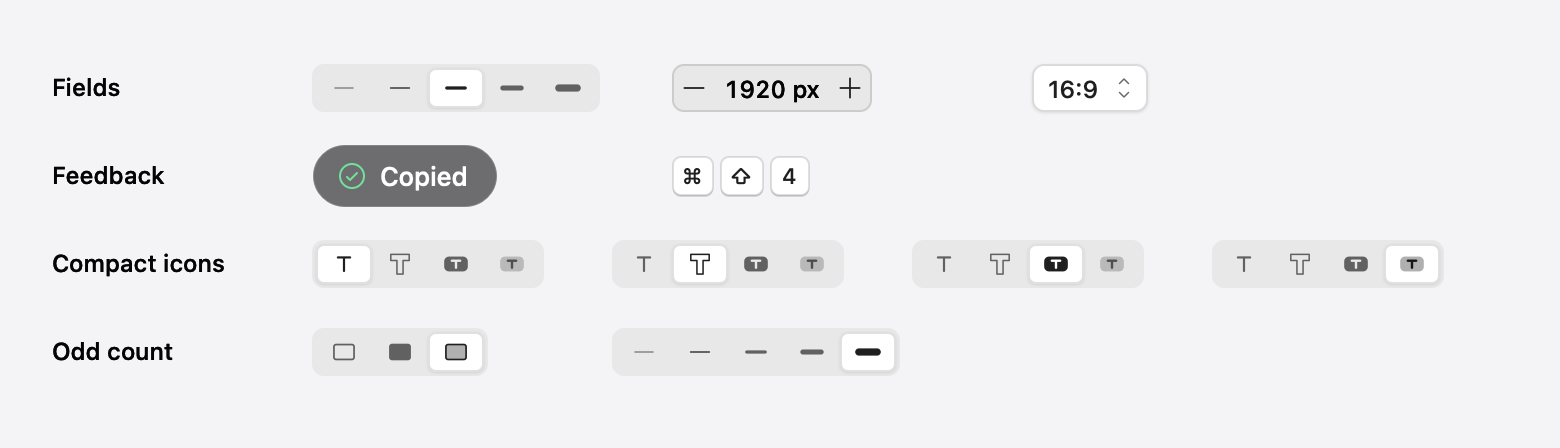 Fields
1920 px
16:9
Feedback
Copied
⌘ ⇧ 4
Compact icons
T T T T
T T T T
T T T T
T T T T
Odd count